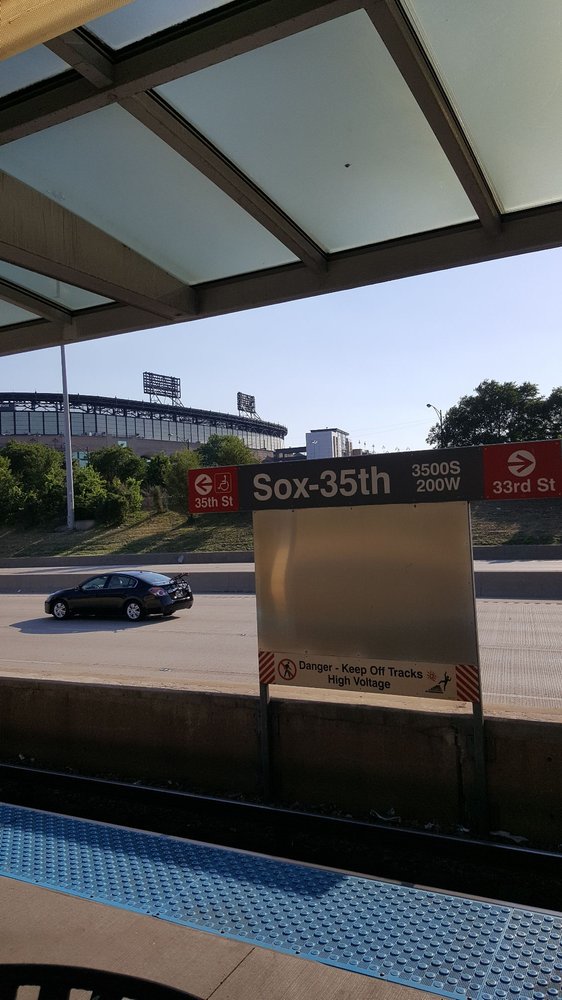 35th St
Sox-35th
3500S
200W
33rd St
Danger - Keep Off Tracks
High Voltage